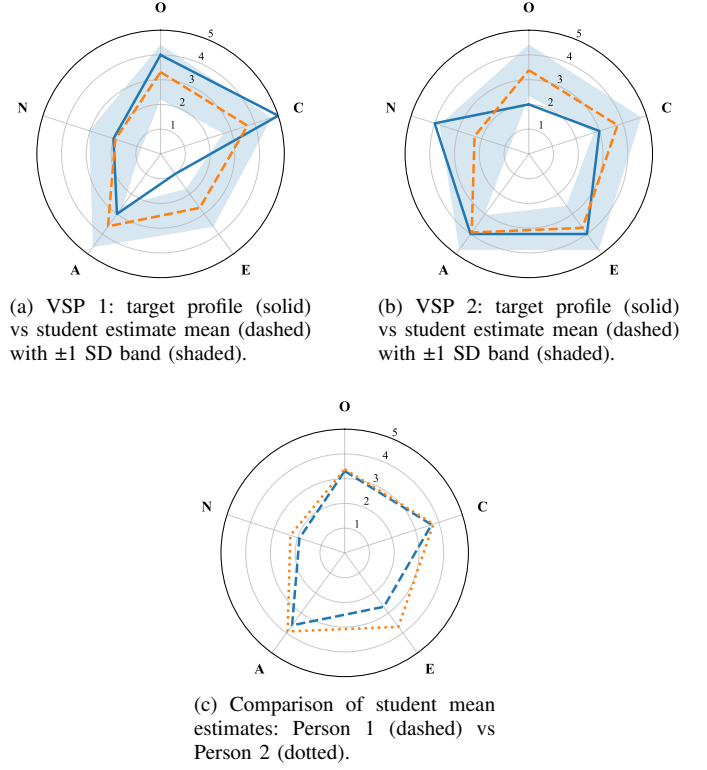 O
5
4
3
2
1
N
C
A
E
(a) VSP 1: target profile (solid)
vs student estimate mean (dashed)
with ±1 SD band (shaded).
O
5
4
3
2
1
N
C
A
E
(b) VSP 2: target profile (solid)
vs student estimate mean (dashed)
with ±1 SD band (shaded).
O
5
4
3
2
1
N
C
A
E
(c) Comparison of student mean
estimates: Person 1 (dashed) vs
Person 2 (dotted).